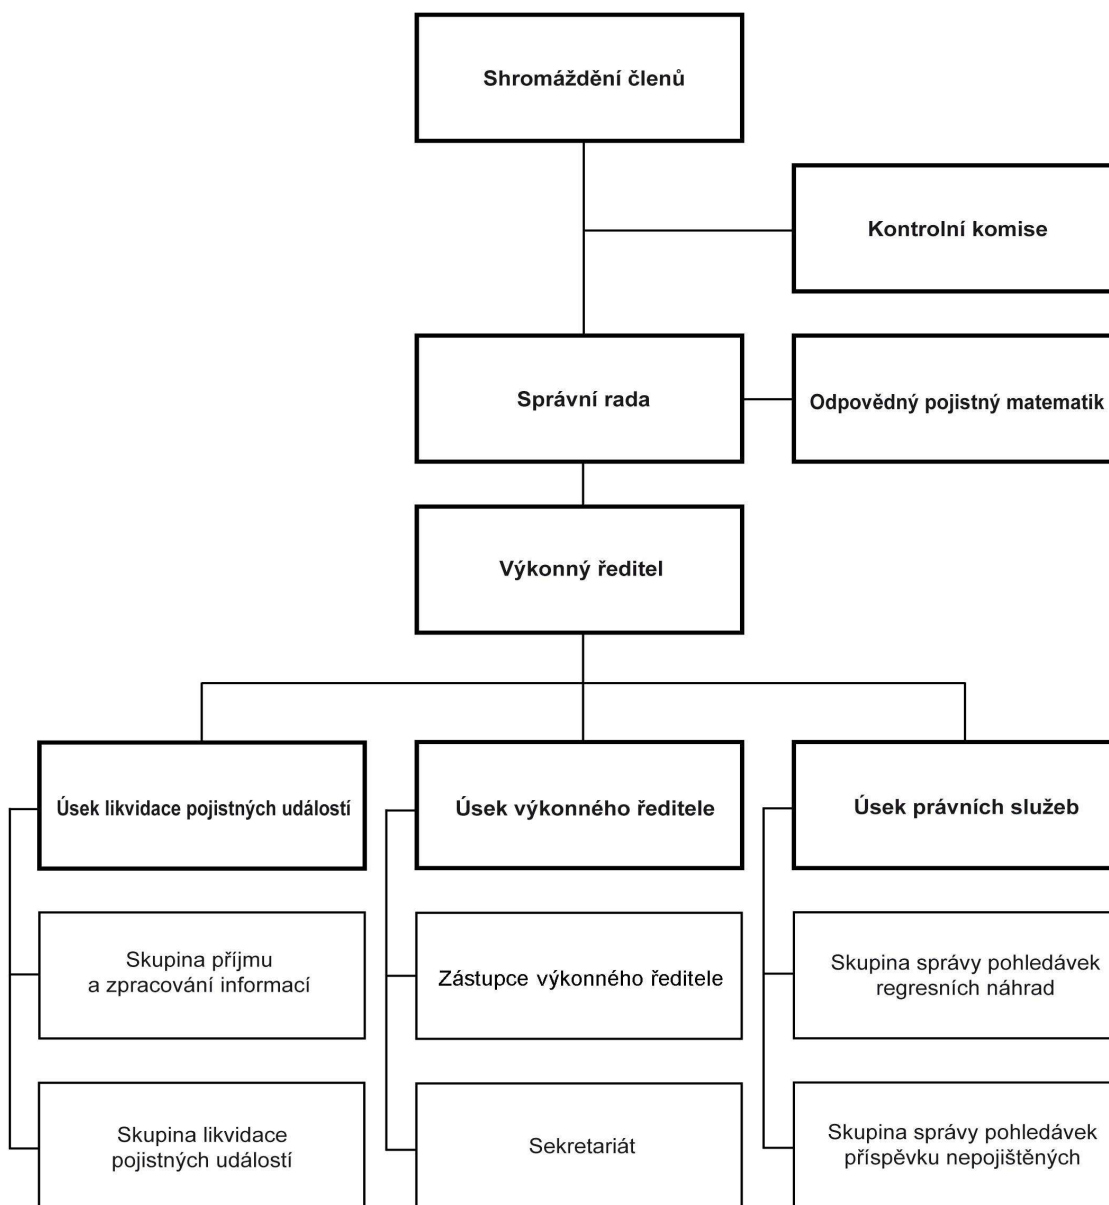 Shromáždění členů
Kontrolní komise
Správní rada
Odpovědný pojistný matematik
Výkonný ředitel
Úsek likvidace pojistných událostí
Úsek výkonného ředitele
Úsek právních služeb
Skupina příjmu
a zpracování informací
Zástupce výkonného ředitele
Skupina správy pohledávek
regresních náhrad
Skupina likvidace
pojistných událostí
Sekretariát
Skupina správy pohledávek
příspěvku nepojištěných